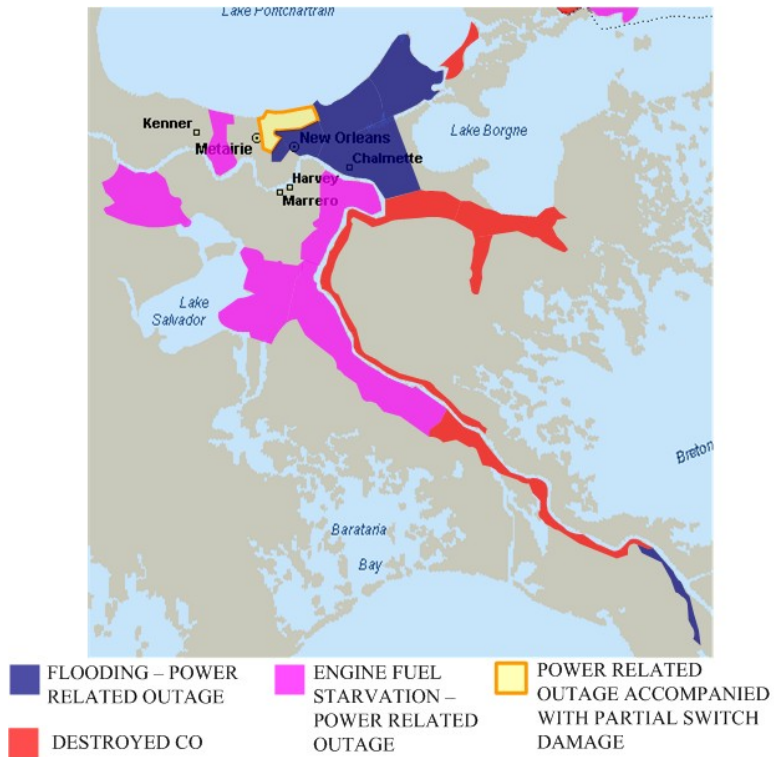 Lake Pontchartrain
Kenner
Metairie
New Orleans
Lake Borgne
Chalmette
Harvey
Marrero
Lake
Salvador
Breton
Barataria
Bay
FLOODING – POWER
RELATED OUTAGE
ENGINE FUEL
STARVATION –
POWER RELATED
OUTAGE
POWER RELATED
OUTAGE ACCOMPANIED
WITH PARTIAL SWITCH
DAMAGE
DESTROYED CO